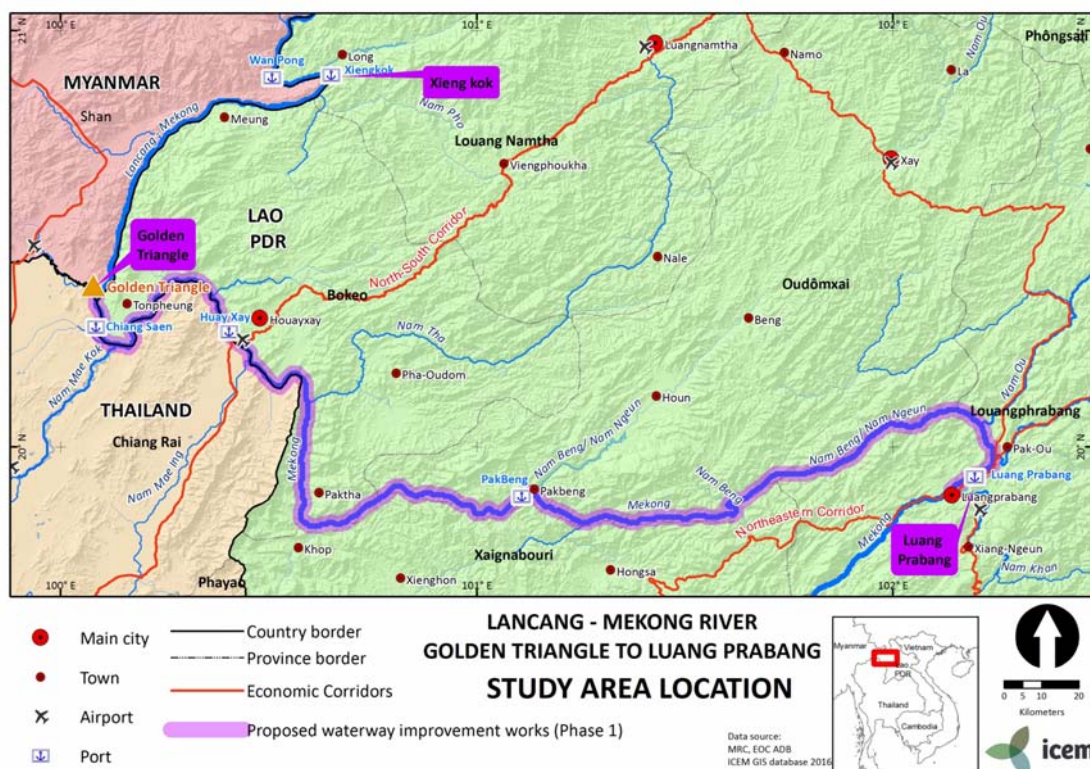 100° E
101° E
102° E
21° N
21° N
Wan Pong
Long
Xiengkok
Xieng kok
Luangnamtha
Namo
Nam Ou
Phôngsali
La
MYANMAR
Shan
Lancang - Mekong
Meung
Nam Pho
Louang Namtha
Viengphoukha
Xay
LAO
PDR
Golden
Triangle
North-South Corridor
Nale
Oudômxai
Golden Triangle
Bokeo
Tonpheung
Chiang Saen
Huay Xay
Houayxay
Nam Tha
Beng
Nam Mae Kok
Pha-Oudom
Houn
Nam Ou
THAILAND
Chiang Rai
Nam Mae Ing
Mekong
Nam Beng/ Nam Ngeun
Nam Beng/ Nam Ngeun
Louangphrabang
20° N
20° N
Pak-Ou
Paktha
PakBeng
Pakbeng
Nam Beng
Mekong
Luang Prabang
Luangprabang
Northeastern Corridor
Mekong
Luang
Prabang
Khop
Xaignabouri
Xiang-Ngeun
Phayao
Xienghon
Hongsa
Nam Khan
100° E
101° E
102° E
Main city
Town
Airport
Port
Country border
Province border
Economic Corridors
Proposed waterway improvement works (Phase 1)
LANCANG - MEKONG RIVER
GOLDEN TRIANGLE TO LUANG PRABANG
STUDY AREA LOCATION
Data source:
MRC, EOC ADB
ICEM GIS database 2016
Myanmar
Vietnam
Lao
PDR
Thailand
Cambodia
0 5 10 20
Kilometers
icem